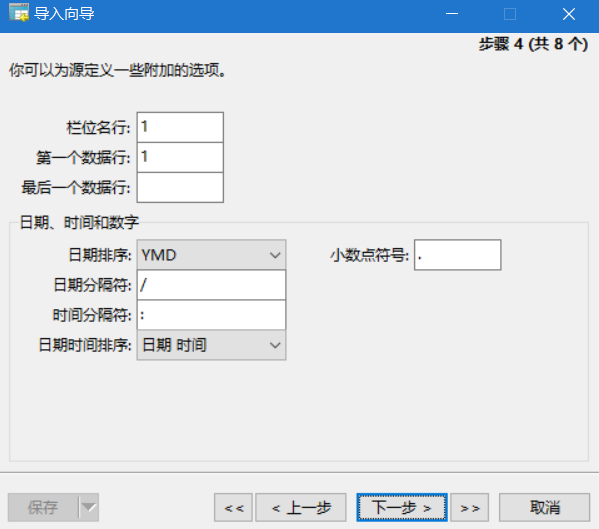 导入向导
步骤 4 (共 8 个)
你可以为源定义一些附加的选项。
栏位名行: 1
第一个数据行: 1
最后一个数据行:
日期、时间和数字
日期排序: YMD 小数点符号: .
日期分隔符: /
时间分隔符: :
日期时间排序: 日期 时间
保存 << < 上一步 下一步 > >> 取消